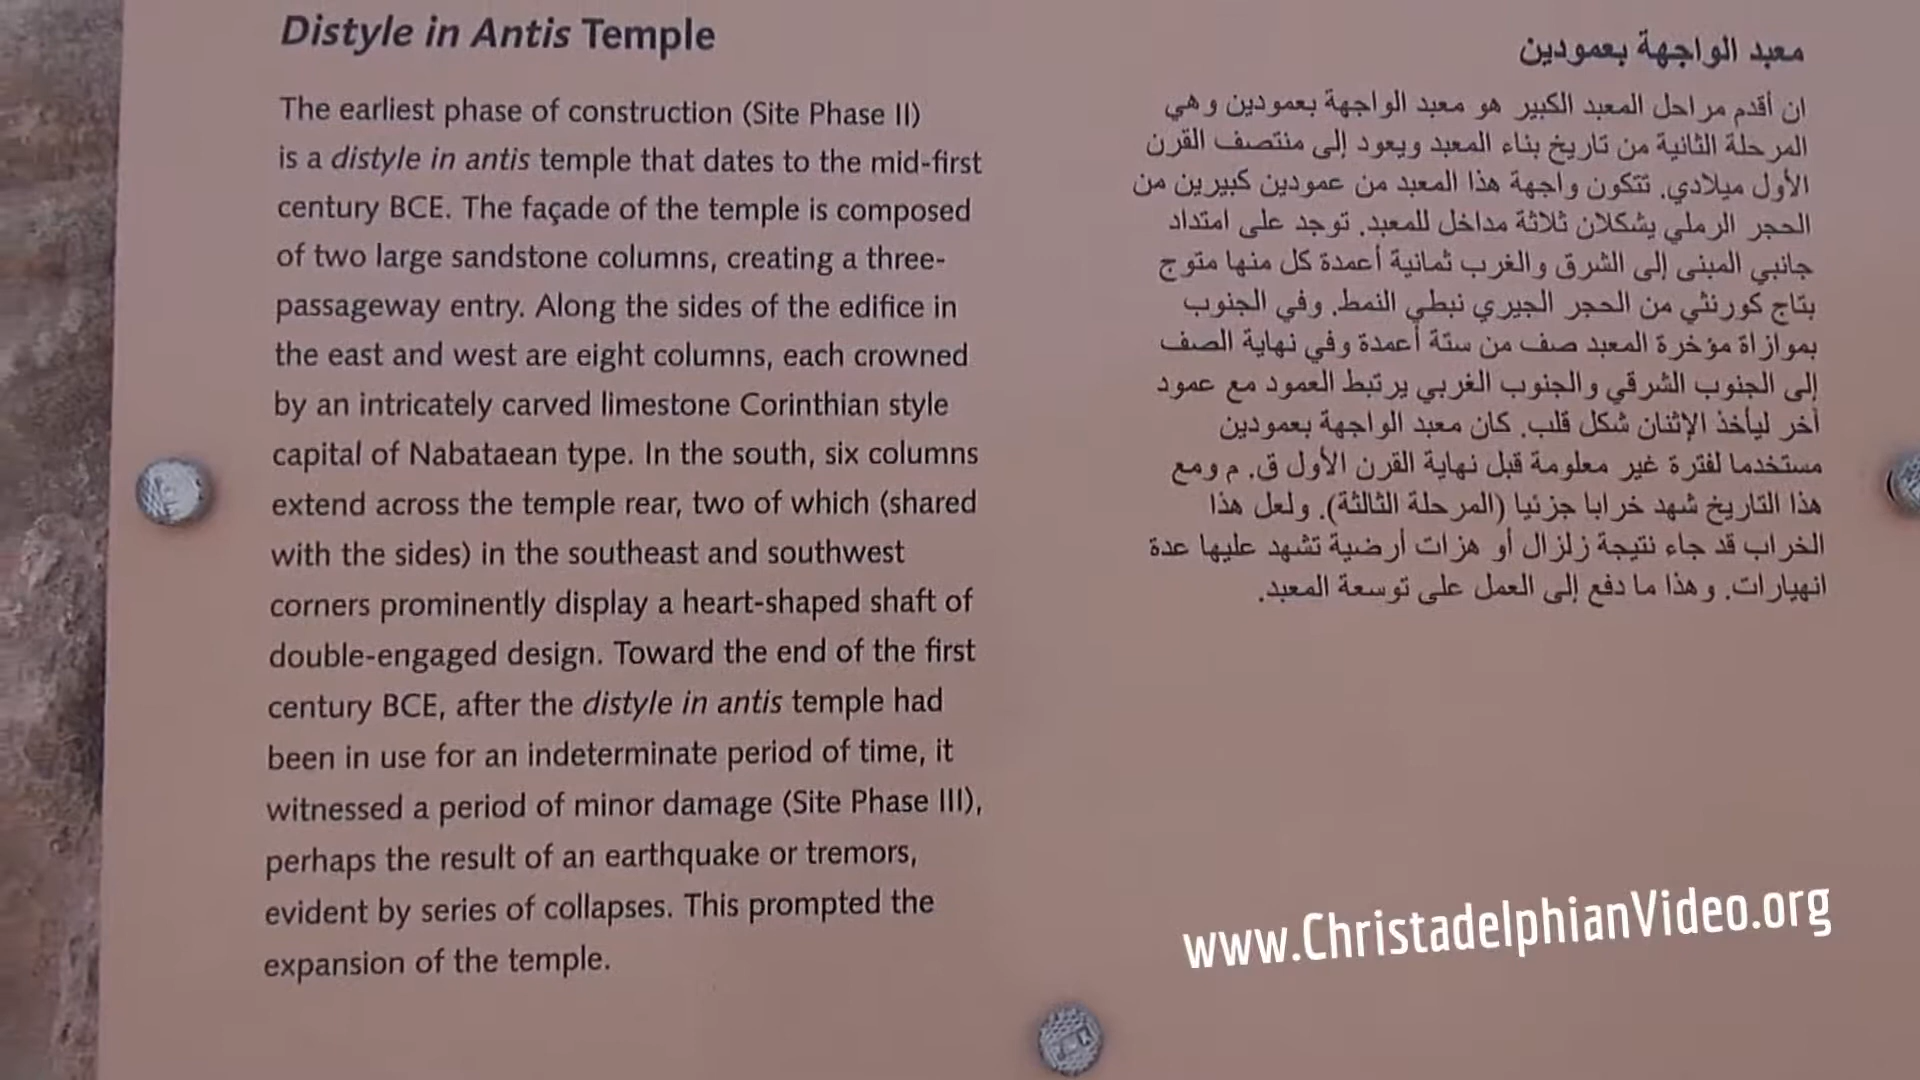 Distyle in Antis Temple
The earliest phase of construction (Site Phase II)
is a distyle in antis temple that dates to the mid-first
century BCE. The façade of the temple is composed
of two large sandstone columns, creating a three-
passageway entry. Along the sides of the edifice in
the east and west are eight columns, each crowned
by an intricately carved limestone Corinthian style
capital of Nabataean type. In the south, six columns
extend across the temple rear, two of which (shared
with the sides) in the southeast and southwest
corners prominently display a heart-shaped shaft of
double-engaged design. Toward the end of the first
century BCE, after the distyle in antis temple had
been in use for an indeterminate period of time, it
witnessed a period of minor damage (Site Phase III),
perhaps the result of an earthquake or tremors,
evident by series of collapses. This prompted the
expansion of the temple.
معبد الواجهة بعمودين
ان أقدم مراحل المعبد الكبير هو معبد الواجهة بعمودين وهي
المرحلة الثانية من تاريخ بناء المعبد ويعود إلى منتصف القرن
الأول ميلادي. تتكون واجهة هذا المعبد من عمودين كبيرين من
الحجر الرملي يشكلان ثلاثة مداخل للمعبد. توجد على امتداد
جانبي المبنى إلى الشرق والغرب ثمانية أعمدة كل منها متوج
بتاج كورنثي من الحجر الجيري نبطي النمط. وفي الجنوب
بموازاة مؤخرة المعبد صف من ستة أعمدة وفي نهاية الصف
إلى الجنوب الشرقي والجنوب الغربي يرتبط العمود مع عمود
أخر ليأخذ الإثنان شكل قلب. كان معبد الواجهة بعمودين
مستخدما لفترة غير معلومة قبل نهاية القرن الأول ق. م ومع
هذا التاريخ شهد خرابا جزئيا (المرحلة الثالثة). ولعل هذا
الخراب قد جاء نتيجة زلزال أو هزات أرضية تشهد عليها عدة
انهيارات. وهذا ما دفع إلى العمل على توسعة المعبد.
www.ChristadelphianVideo.org